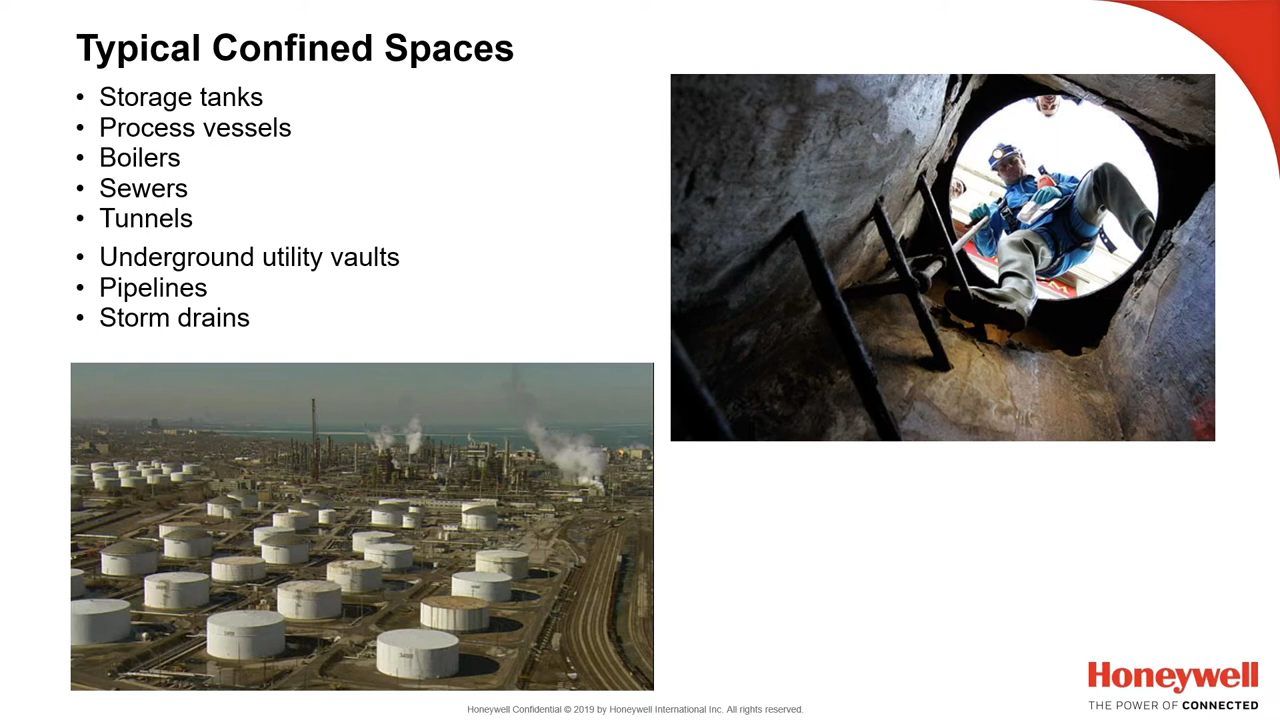 Typical Confined Spaces
• Storage tanks
• Process vessels
• Boilers
• Sewers
• Tunnels
• Underground utility vaults
• Pipelines
• Storm drains
Honeywell
THE POWER OF CONNECTED
Honeywell Confidential © 2019 by Honeywell International Inc. All rights reserved.